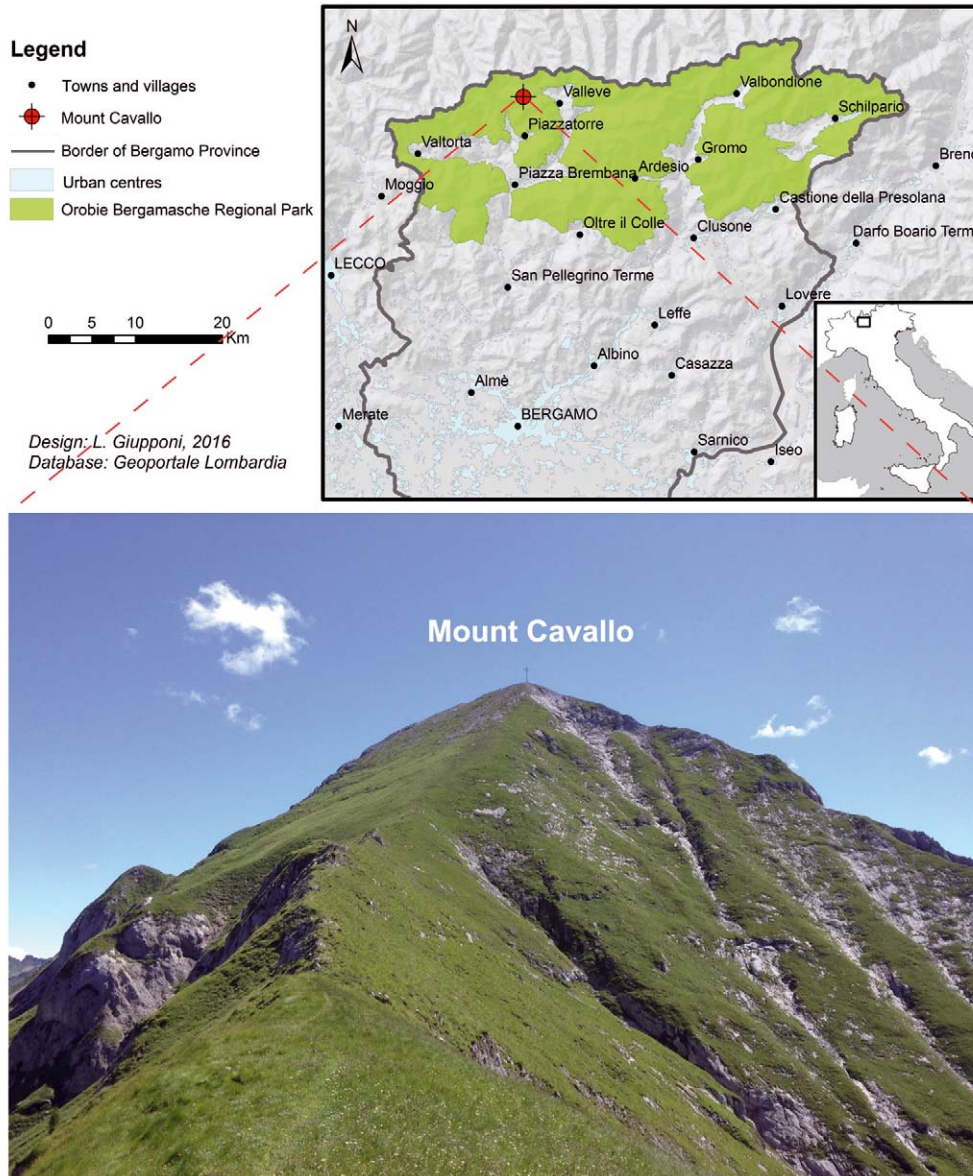 Legend
Towns and villages
Mount Cavallo
Border of Bergamo Province
Urban centres
Orobie Bergamasche Regional Park
0 5 10 20
Km
Design: L. Giupponi, 2016
Database: Geoportale Lombardia
N
Valleve
Valbondione
Schilpario
Piazzatorre
Valtorta
Gromo
Ardesio
Piazza Brembana
Moggio
Castione della Presolana
Oltre il Colle
Clusone
Darfo Boario Term
LECCO
San Pellegrino Terme
Lovere
Leffe
Albino
Casazza
Almè
Merate
BERGAMO
Sarnico
Iseo
Breno
Mount Cavallo